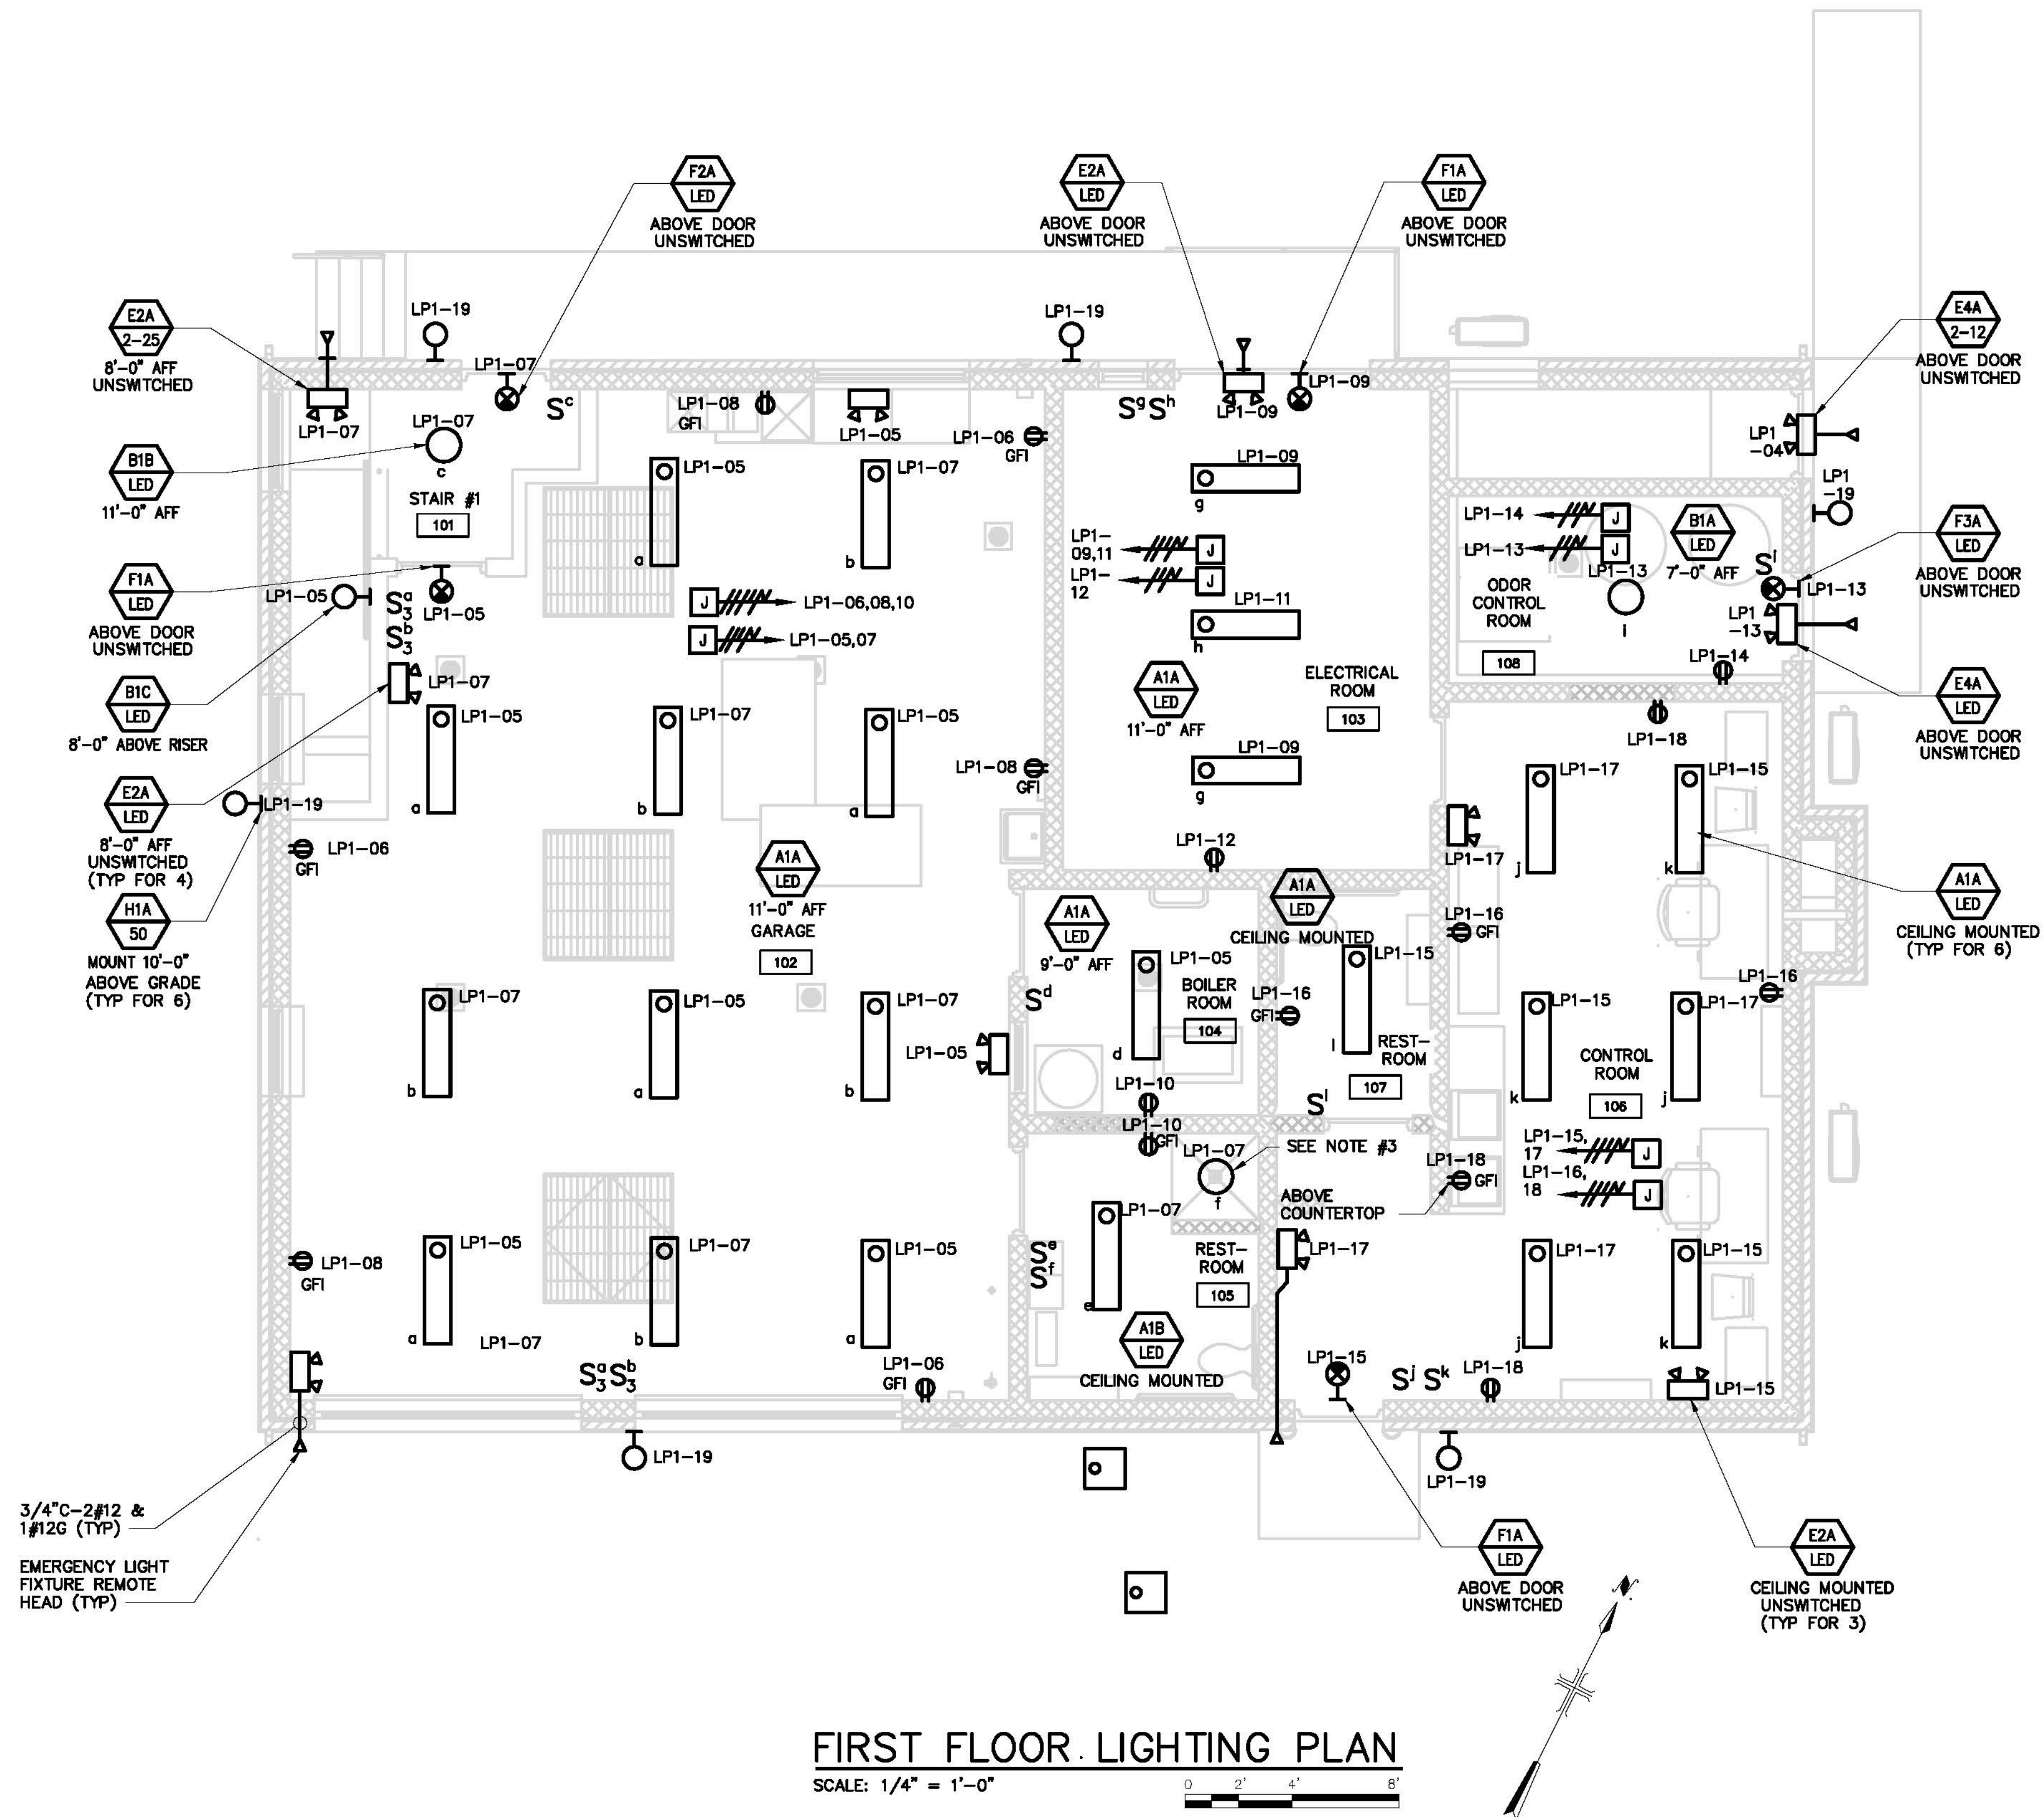 F2A
LED
ABOVE DOOR
UNSWITCHED
E2A
LED
ABOVE DOOR
UNSWITCHED
F1A
LED
ABOVE DOOR
UNSWITCHED
E2A
2-25
8'-0" AFF
UNSWITCHED
LP1-19
LP1-07
LP1-19
E4A
2-12
ABOVE DOOR
UNSWITCHED
LP1-07
LP1-07
c
S c
LP1-08
GFI
LP1-05
LP1-06
GFI
S g S h
LP1-09
LP1-09
LP1
-04
LP1
-19
B1B
LED
11'-0" AFF
STAIR #1
101
LP1-05
a
LP1-07
b
LP1-09
g
LP1-14
J
LP1-13
J
B1A
LED
7'-0" AFF
S i
F3A
LED
ABOVE DOOR
UNSWITCHED
LP1-
09,11
J
LP1-
12
J
LP1-13
i
ODOR
CONTROL
ROOM
108
LP1-13
LP1
-13
F1A
LED
ABOVE DOOR
UNSWITCHED
LP1-05
S3 a
S3 b
LP1-05
J
LP1-06,08,10
J
LP1-05,07
LP1-11
h
LP1-14
E4A
LED
ABOVE DOOR
UNSWITCHED
B1C
LED
8'-0" ABOVE RISER
LP1-07
A1A
LED
11'-0" AFF
ELECTRICAL
ROOM
103
LP1-18
LP1-05
a
LP1-07
b
LP1-05
a
LP1-08
GFI
LP1-09
g
LP1-17
j
LP1-15
k
E2A
LED
8'-0" AFF
UNSWITCHED
(TYP FOR 4)
LP1-19
LP1-06
GFI
A1A
LED
11'-0" AFF
GARAGE
102
LP1-12
LP1-17
A1A
LED
CEILING MOUNTED
(TYP FOR 6)
H1A
50
MOUNT 10'-0"
ABOVE GRADE
(TYP FOR 6)
A1A
LED
9'-0" AFF
A1A
LED
CEILING MOUNTED
LP1-16
GFI
LP1-07
b
LP1-05
a
LP1-07
b
S d
LP1-05
LP1-05
d
BOILER
ROOM
104
LP1-16
GFI
LP1-15
l
REST-
ROOM
107
S l
LP1-15
k
LP1-17
j
LP1-16
CONTROL
ROOM
106
LP1-10
LP1-10
GFI
LP1-07
f
SEE NOTE #3
LP1-15,
17
J
LP1-16,
18
J
LP1-18
GFI
ABOVE
COUNTERTOP
LP1-08
GFI
LP1-05
a
LP1-07
b
LP1-05
a
LP1-07
S e
S f
LP1-07
e
REST-
ROOM
105
LP1-17
LP1-17
j
LP1-15
k
A1B
LED
CEILING MOUNTED
S3 a S3 b
LP1-06
GFI
LP1-15
S j S k
LP1-18
LP1-15
LP1-19
LP1-19
3/4"C-2#12 &
1#12G (TYP)
EMERGENCY LIGHT
FIXTURE REMOTE
HEAD (TYP)
F1A
LED
ABOVE DOOR
UNSWITCHED
E2A
LED
CEILING MOUNTED
UNSWITCHED
(TYP FOR 3)
N
FIRST FLOOR LIGHTING PLAN
SCALE: 1/4" = 1'-0"
0 2' 4' 8'